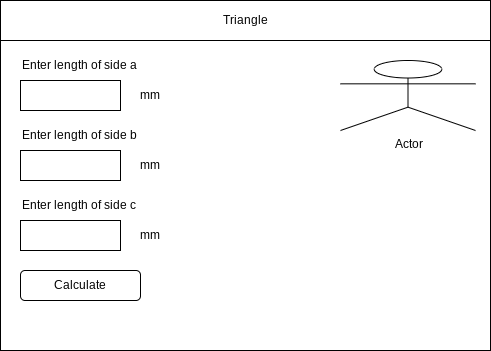 Triangle
Enter length of side a
mm
Actor
Enter length of side b
mm
Enter length of side c
mm
Calculate